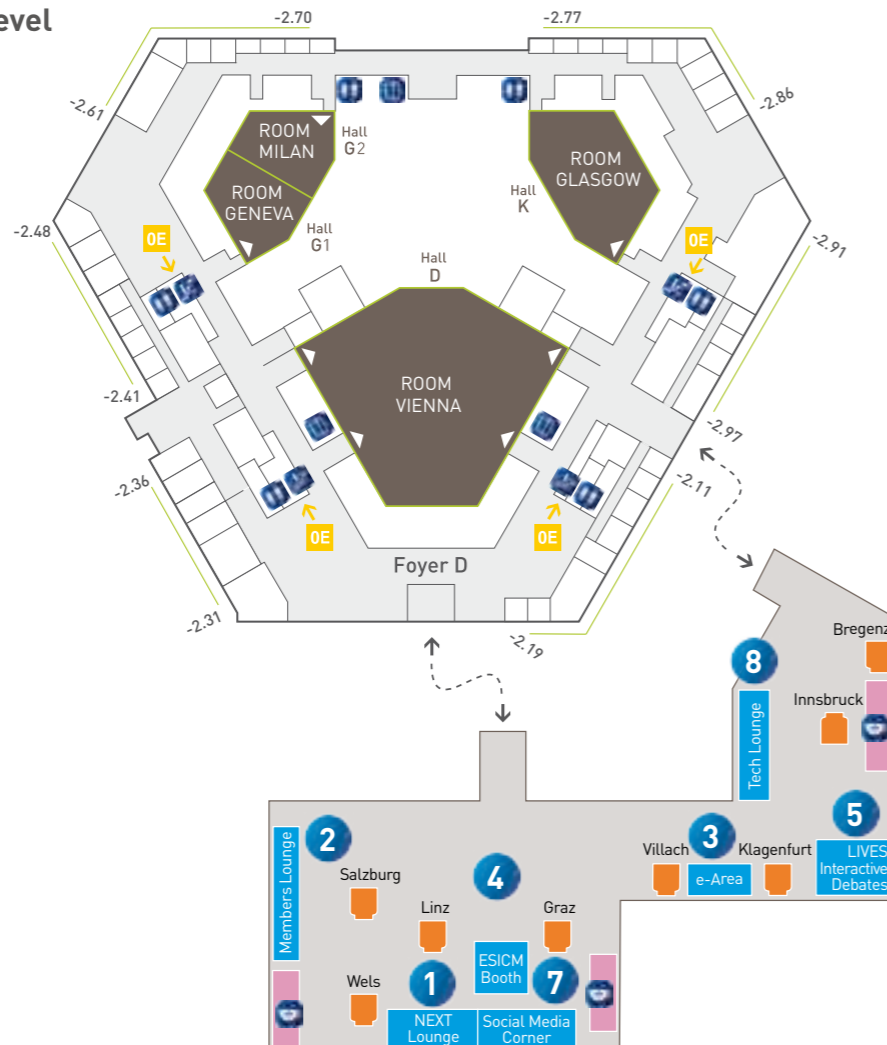 evel
-2.70
-2.77
-2.61
-2.86
ROOM
MILAN
Hall
G2
ROOM
GLASGOW
ROOM
GENEVA
Hall
K
Hall
G1
-2.48
0E
0E
-2.91
Hall
D
ROOM
VIENNA
-2.41
-2.97
-2.36
-2.11
0E
0E
Foyer D
-2.31
-2.19
Bregenz
8
Innsbruck
Tech Lounge
5
2
3
Villach
Klagenfurt
LIVES
Interactive
Debates
e-Area
Members Lounge
Salzburg
4
Linz
Graz
ESICM
Booth
Wels
1
7
NEXT
Lounge
Social Media
Corner